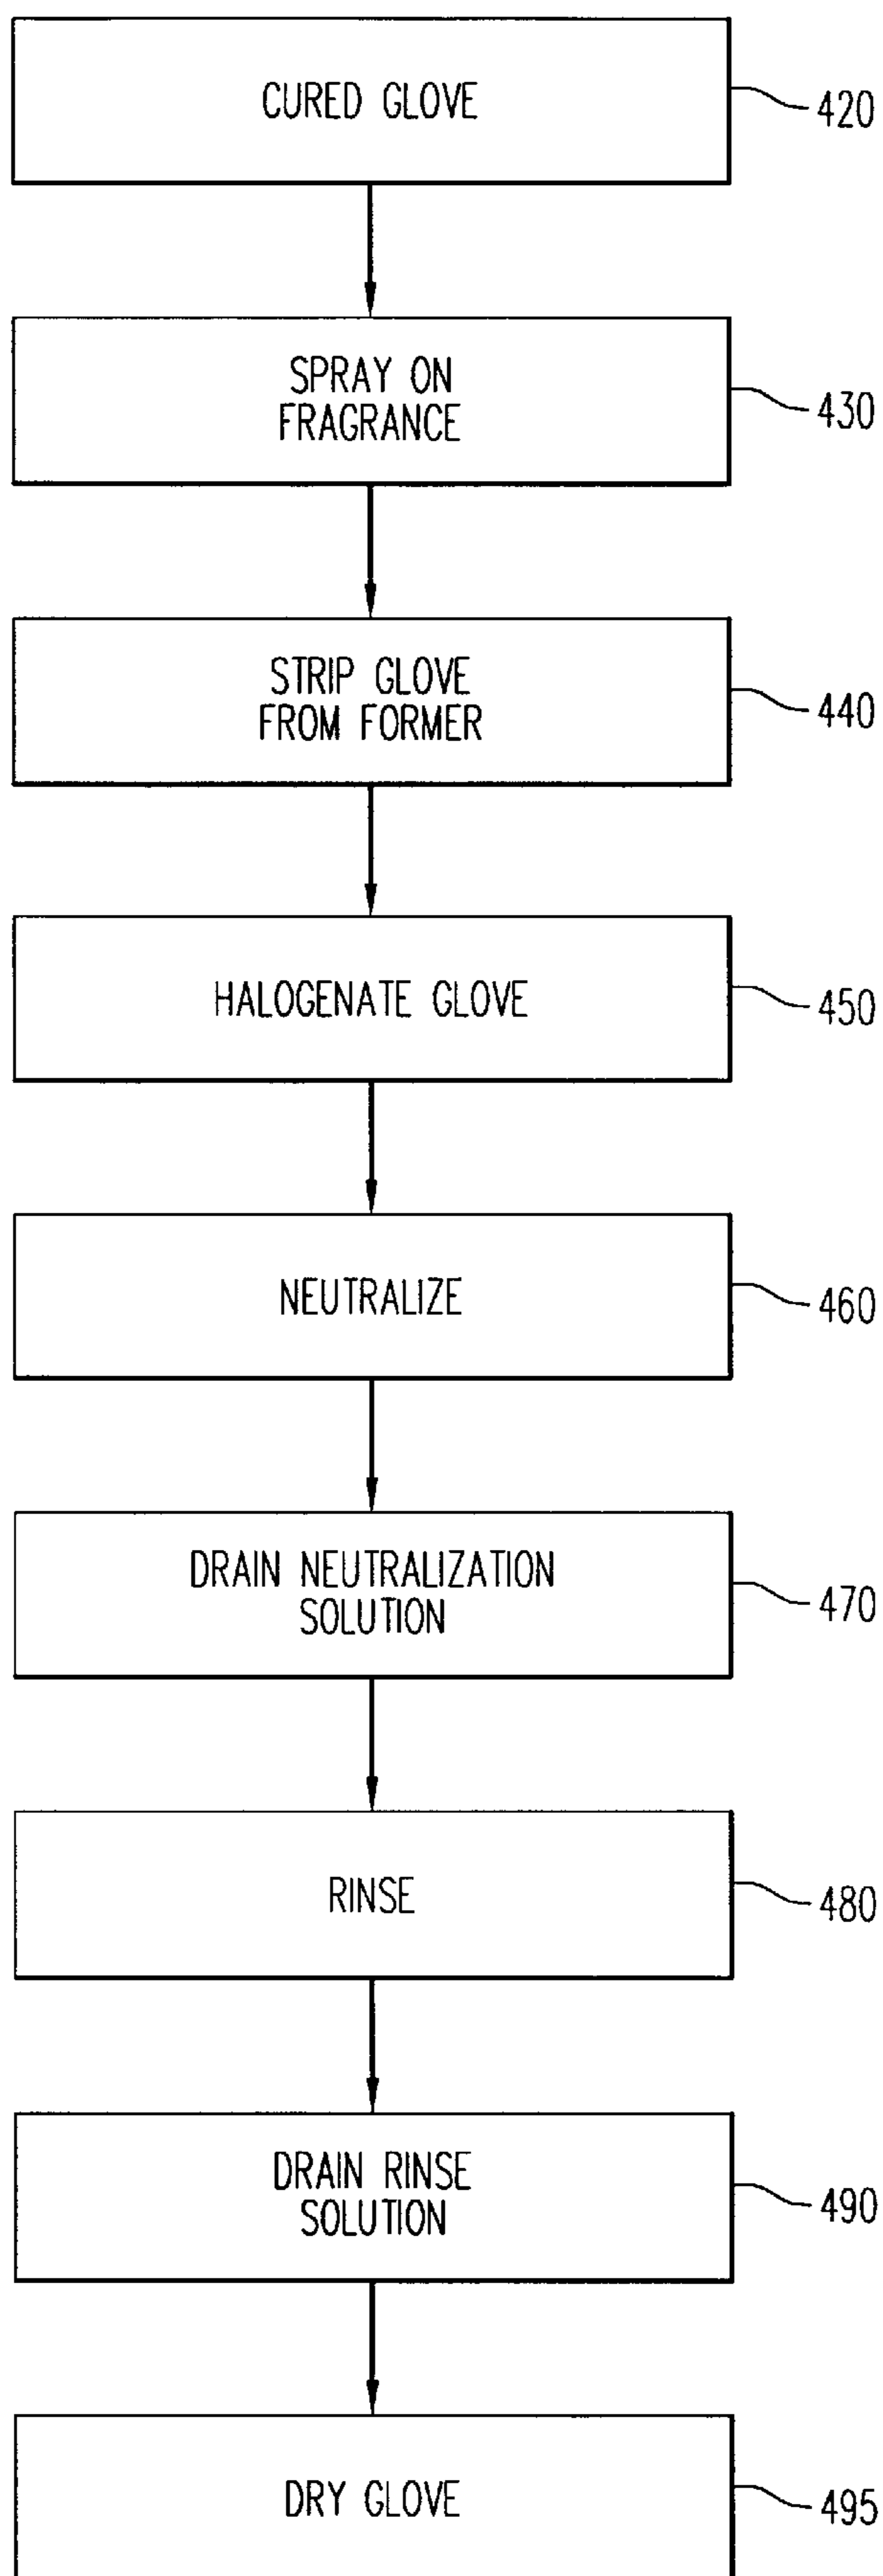 CURED GLOVE
420
SPRAY ON
FRAGRANCE
430
STRIP GLOVE
FROM FORMER
440
HALOGENATE GLOVE
450
NEUTRALIZE
460
DRAIN NEUTRALIZATION
SOLUTION
470
RINSE
480
DRAIN RINSE
SOLUTION
490
DRY GLOVE
495